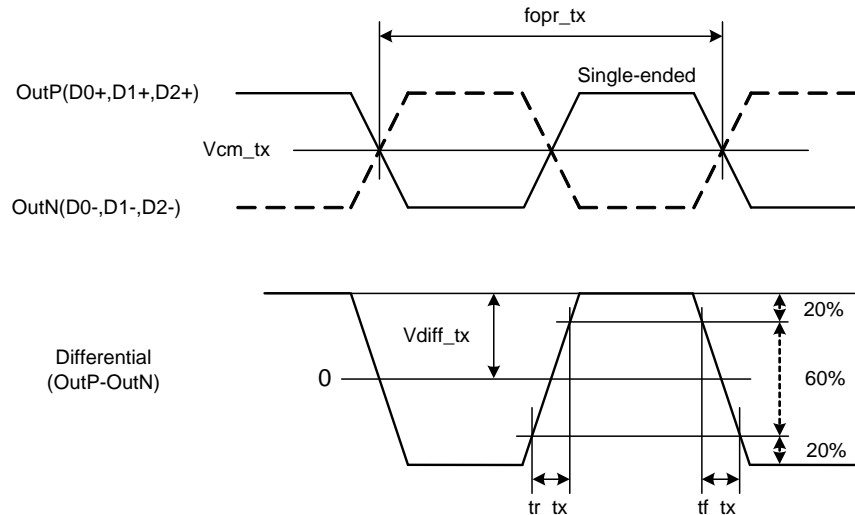 fopr_tx
OutP(D0+,D1+,D2+)
Single-ended
Vcm_tx
OutN(D0-,D1-,D2-)
20%
Vdiff_tx
Differential
(OutP-OutN)
0
60%
20%
tr_tx
tf_tx